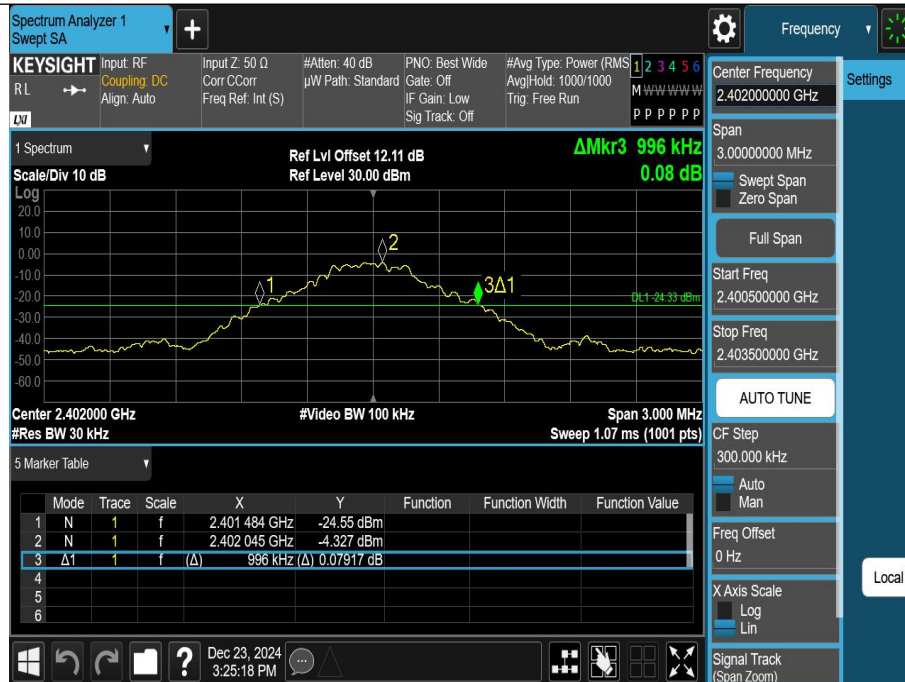 Spectrum Analyzer 1
Swept SA
+
Frequency
KEYSIGHT
RL
LXI
Input: RF
Coupling: DC
Align: Auto
Input Z: 50 Ω
Corr CCorr
Freq Ref: Int (S)
#Atten: 40 dB
µW Path: Standard
PNO: Best Wide
Gate: Off
IF Gain: Low
Sig Track: Off
#Avg Type: Power (RMS
Avg|Hold: 1000/1000
Trig: Free Run
1 2 3 4 5 6
M W W W W W
P P P P P P
1 Spectrum
Scale/Div 10 dB
Ref Lvl Offset 12.11 dB
Ref Level 30.00 dBm
ΔMkr3 996 kHz
0.08 dB
Log
20.0
10.0
0.00
-10.0
-20.0
-30.0
-40.0
-50.0
-60.0
1
2
3Δ1
DL1 -24.33 dBm
Center 2.402000 GHz
#Video BW 100 kHz
Span 3.000 MHz
#Res BW 30 kHz
Sweep 1.07 ms (1001 pts)
5 Marker Table
Mode Trace Scale X Y Function Function Width Function Value
1 N 1 f 2.401 484 GHz -24.55 dBm
2 N 1 f 2.402 045 GHz -4.327 dBm
3 Δ1 1 f (Δ) 996 kHz (Δ) 0.07917 dB
4
5
6
?
Dec 23, 2024
3:25:18 PM
Center Frequency
2.402000000 GHz
Span
3.00000000 MHz
Swept Span
Zero Span
Full Span
Start Freq
2.400500000 GHz
Stop Freq
2.403500000 GHz
AUTO TUNE
CF Step
300.000 kHz
Auto
Man
Freq Offset
0 Hz
X Axis Scale
Log
Lin
Signal Track
(Span Zoom)
Settings
Local